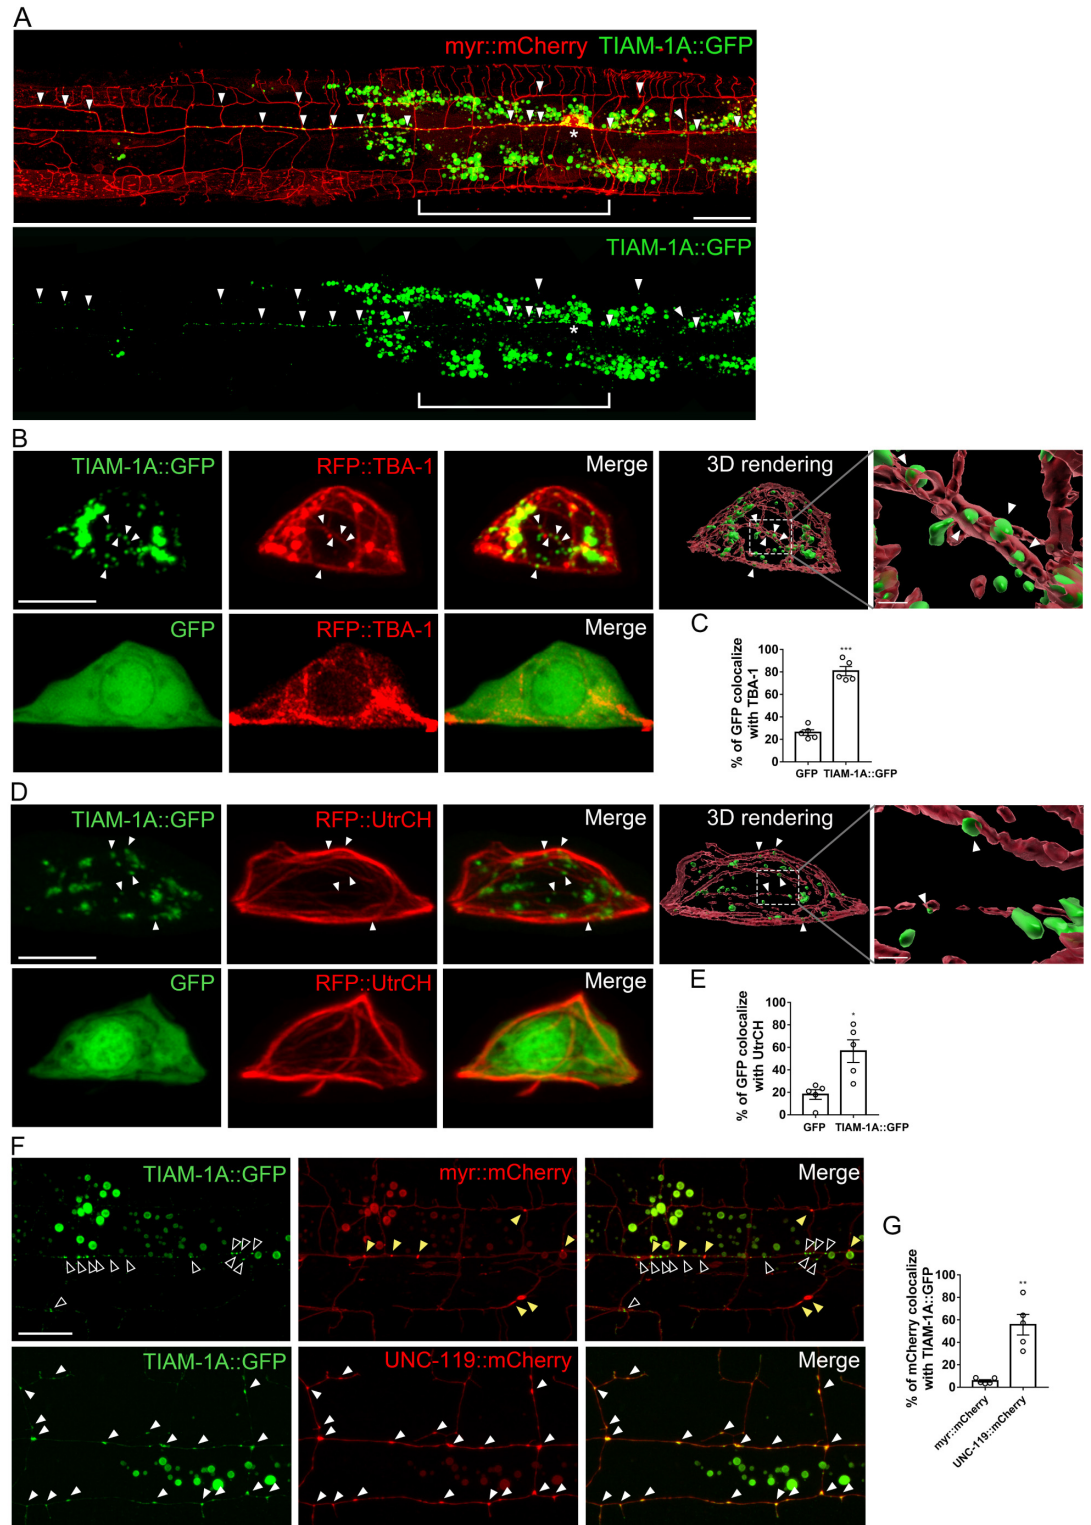 A
myr::mCherry TIAM-1A::GFP
*
TIAM-1A::GFP
*
B
TIAM-1A::GFP RFP::TBA-1 Merge 3D rendering
GFP RFP::TBA-1 Merge
C
% of GFP colocalize
with TBA-1
100
80
60
40
20
0
***
GFP TIAM-1A::GFP
D
TIAM-1A::GFP RFP::UtrCH Merge 3D rendering
GFP RFP::UtrCH Merge
E
% of GFP colocalize
with UtrCH
100
80
60
40
20
0
*
GFP TIAM-1A::GFP
F
TIAM-1A::GFP myr::mCherry Merge
TIAM-1A::GFP UNC-119::mCherry Merge
G
% of mCherry colocalize
with TIAM-1A::GFP
100
80
60
40
20
0
**
myr::mCherry
UNC-119::mCherry